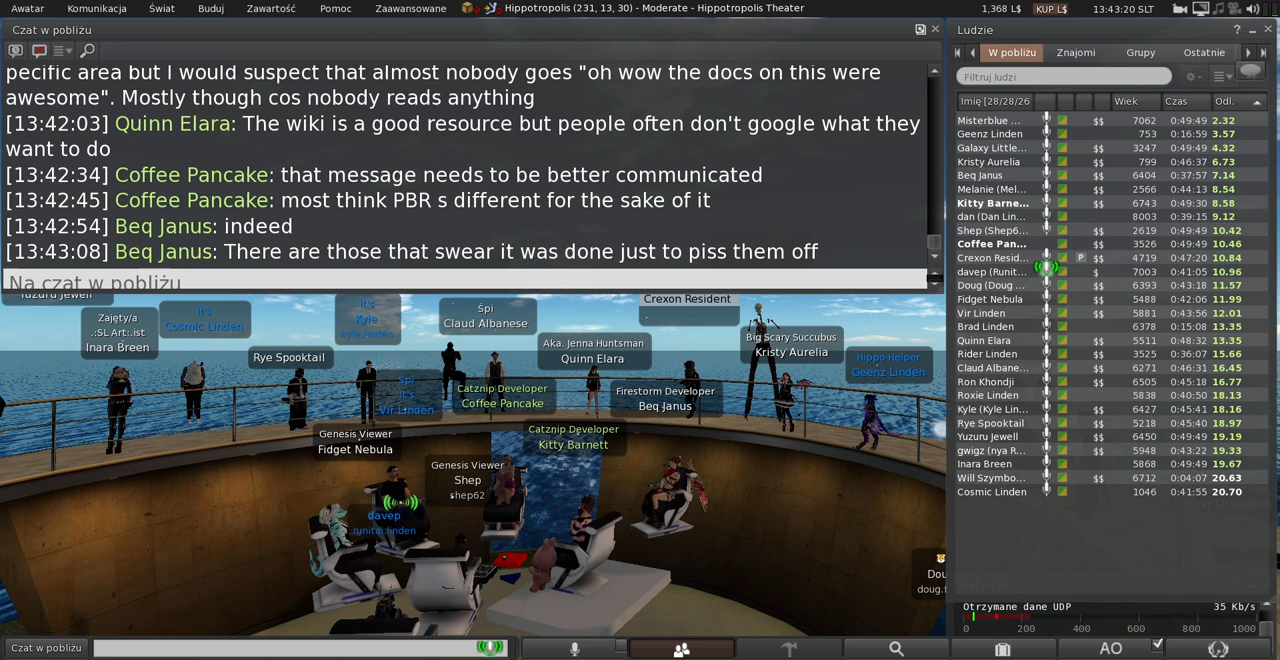 Awatar Komunikacja Świat Buduj Zawartość Pomoc Zaawansowane Hippotropolis (231, 13, 30) - Moderate - Hippotropolis Theater 1,368 L$ KUP L$ 13:43:20 SLT
Czat w pobliżu
pecific area but I would suspect that almost nobody goes "oh wow the docs on this were
awesome". Mostly though cos nobody reads anything
[13:42:03] Quinn Elara: The wiki is a good resource but people often don't google what they
want to do
[13:42:34] Coffee Pancake: that message needs to be better communicated
[13:42:45] Coffee Pancake: most think PBR s different for the sake of it
[13:42:54] Beq Janus: indeed
[13:43:08] Beq Janus: There are those that swear it was done just to piss them off
Na czat w pobliżu
Yuzuru Jewell
Zajęty/a
.:SL Art:.ist
Inara Breen
It's
Cosmic Linden
It's
Kyle
kyle.linden
Śpi
Claud Albanese
Crexon Resident
.
Rye Spooktail
Aka. Jenna Huntsman
Quinn Elara
Big Scary Succubus
Kristy Aurelia
Hippo Helper
Geenz Linden
Śpi
It's
Vir Linden
Catznip Developer
Coffee Pancake
Firestorm Developer
Beq Janus
Genesis Viewer
Fidget Nebula
Catznip Developer
Kitty Barnett
Genesis Viewer
Shep
shep62
davep
runitai.linden
Dou
doug.
Ludzie
W pobliżu Znajomi Grupy Ostatnie
Filtruj ludzi
Imię [28/28/26 Wiek Czas Odl.
Misterblue ... $$ 7062 0:49:49 2.32
Geenz Linden 753 0:16:59 3.57
Galaxy Little... $$ 3247 0:49:49 4.32
Kristy Aurelia $$ 799 0:46:37 6.73
Beq Janus $$ 6404 0:37:57 7.14
Melanie (Mel... $$ 2566 0:44:13 8.54
Kitty Barne... $$ 6743 0:49:30 8.58
dan (Dan Lin... 8003 0:39:15 9.12
Shep (Shep6... $$ 2619 0:49:49 10.42
Coffee Pan... $$ 3526 0:49:49 10.46
Crexon Resid... P $$ 4719 0:47:20 10.84
davep (Runit... $ 7003 0:41:05 10.96
Doug (Doug ... $$ 6393 0:43:18 11.57
Fidget Nebula $$ 5488 0:42:06 11.99
Vir Linden $$ 5881 0:43:56 12.01
Brad Linden 6378 0:15:08 13.35
Quinn Elara $$ 5511 0:48:32 13.35
Rider Linden $$ 3525 0:36:07 15.66
Claud Albane... $$ 6271 0:46:31 16.45
Ron Khondji $$ 6505 0:45:18 16.77
Roxie Linden 5838 0:40:50 18.13
Kyle (Kyle Lin... $$ 6427 0:45:41 18.16
Rye Spooktail $$ 5218 0:45:40 18.97
Yuzuru Jewell $$ 6450 0:49:49 19.19
gwigz (nya R... $$ 5948 0:43:22 19.33
Inara Breen 5868 0:49:49 19.67
Will Szymbo... $$ 6712 0:04:07 20.63
Cosmic Linden 1046 0:41:55 20.70
Otrzymane dane UDP 35 Kb/s
0 200 400 600 800 1000
Czat w pobliżu AO